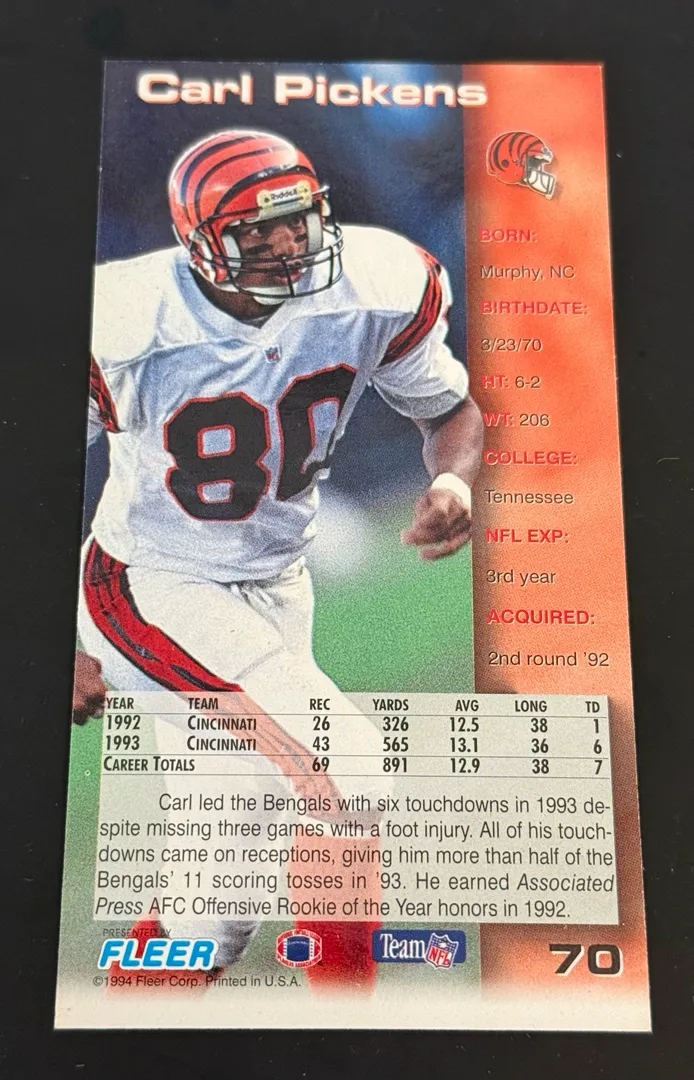 Carl Pickens
Riddell
80
BORN:
Murphy, NC
BIRTHDATE:
3/23/70
HT: 6-2
WT: 206
COLLEGE:
Tennessee
NFL EXP:
3rd year
ACQUIRED:
2nd round '92
YEAR TEAM REC YARDS AVG LONG TD
1992 CINCINNATI 26 326 12.5 38 1
1993 CINCINNATI 43 565 13.1 36 6
CAREER TOTALS 69 891 12.9 38 7
Carl led the Bengals with six touchdowns in 1993 de-
spite missing three games with a foot injury. All of his touch-
downs came on receptions, giving him more than half of the
Bengals' 11 scoring tosses in '93. He earned Associated
Press AFC Offensive Rookie of the Year honors in 1992.
PRESENTED BY
FLEER
Team NFL
70
©1994 Fleer Corp. Printed in U.S.A.